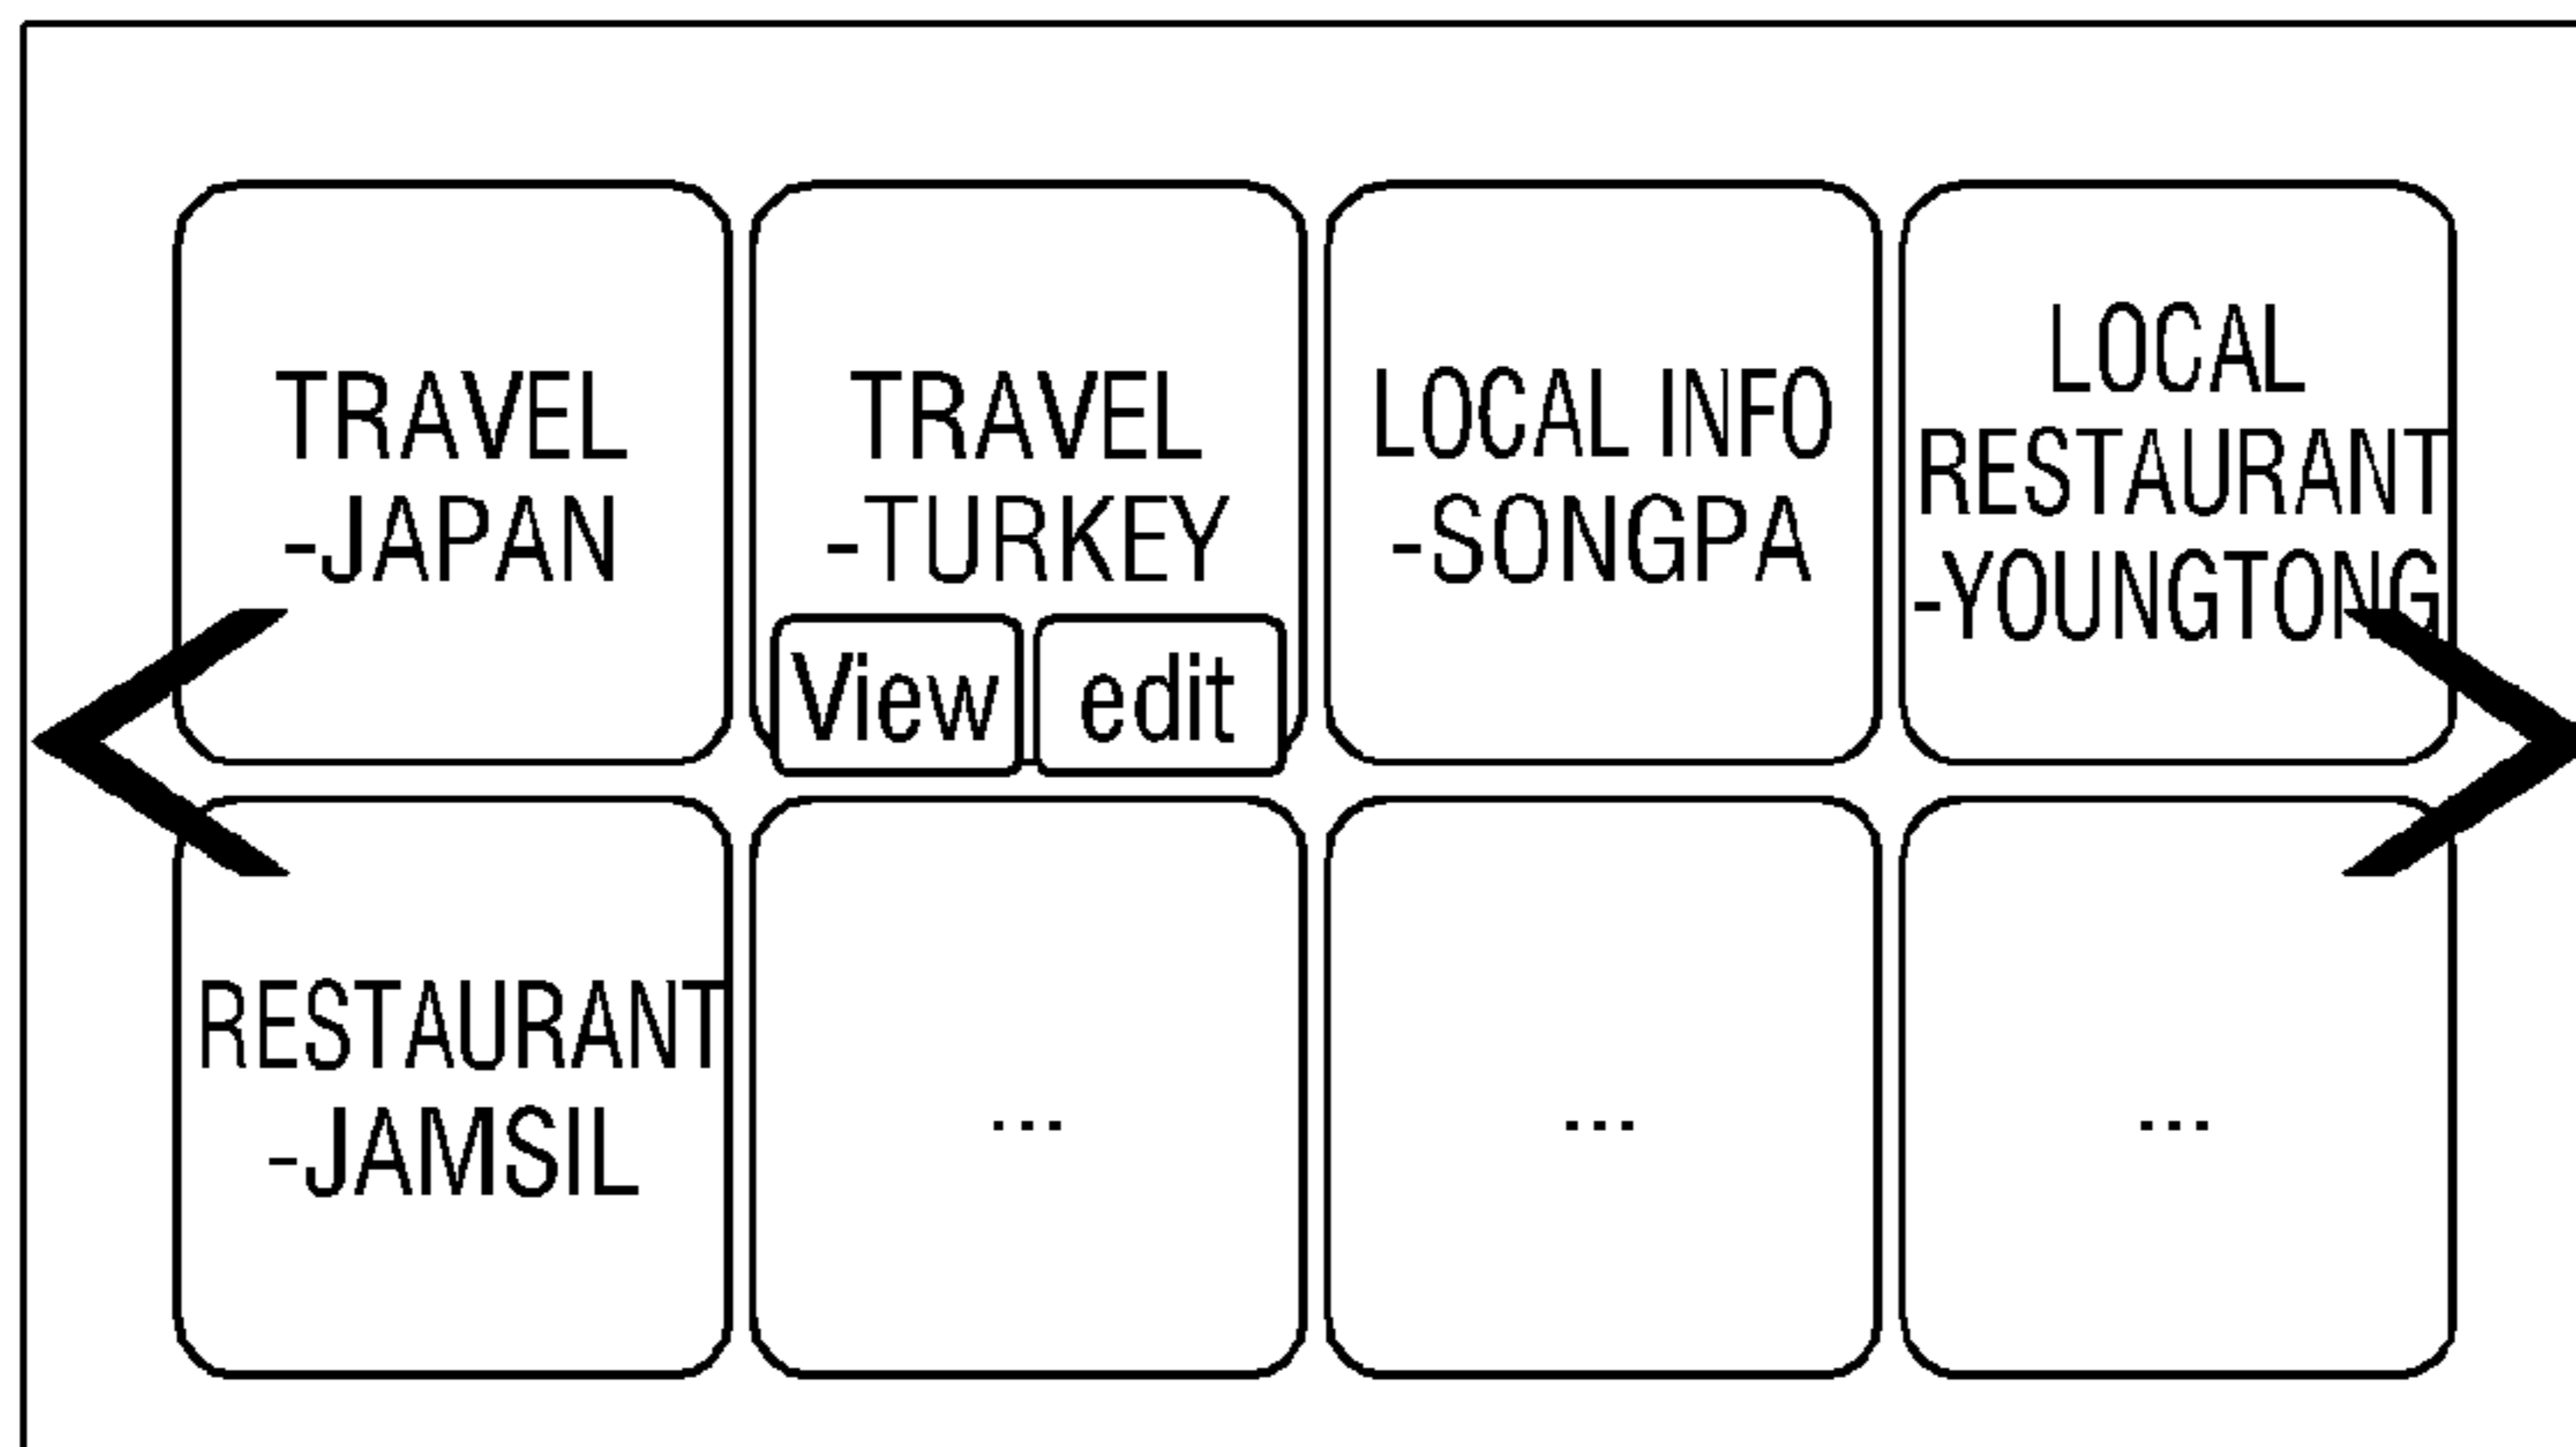 TRAVEL
-JAPAN
TRAVEL
-TURKEY
View
edit
LOCAL INFO
-SONGPA
LOCAL
RESTAURANT
-YOUNGTONG
RESTAURANT
-JAMSIL
...
...
...